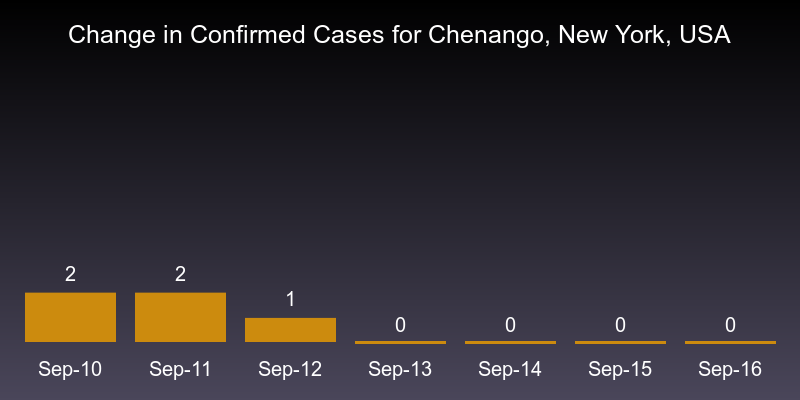 Change in Confirmed Cases for Chenango, New York, USA
2 2 1 0 0 0 0
Sep-10 Sep-11 Sep-12 Sep-13 Sep-14 Sep-15 Sep-16